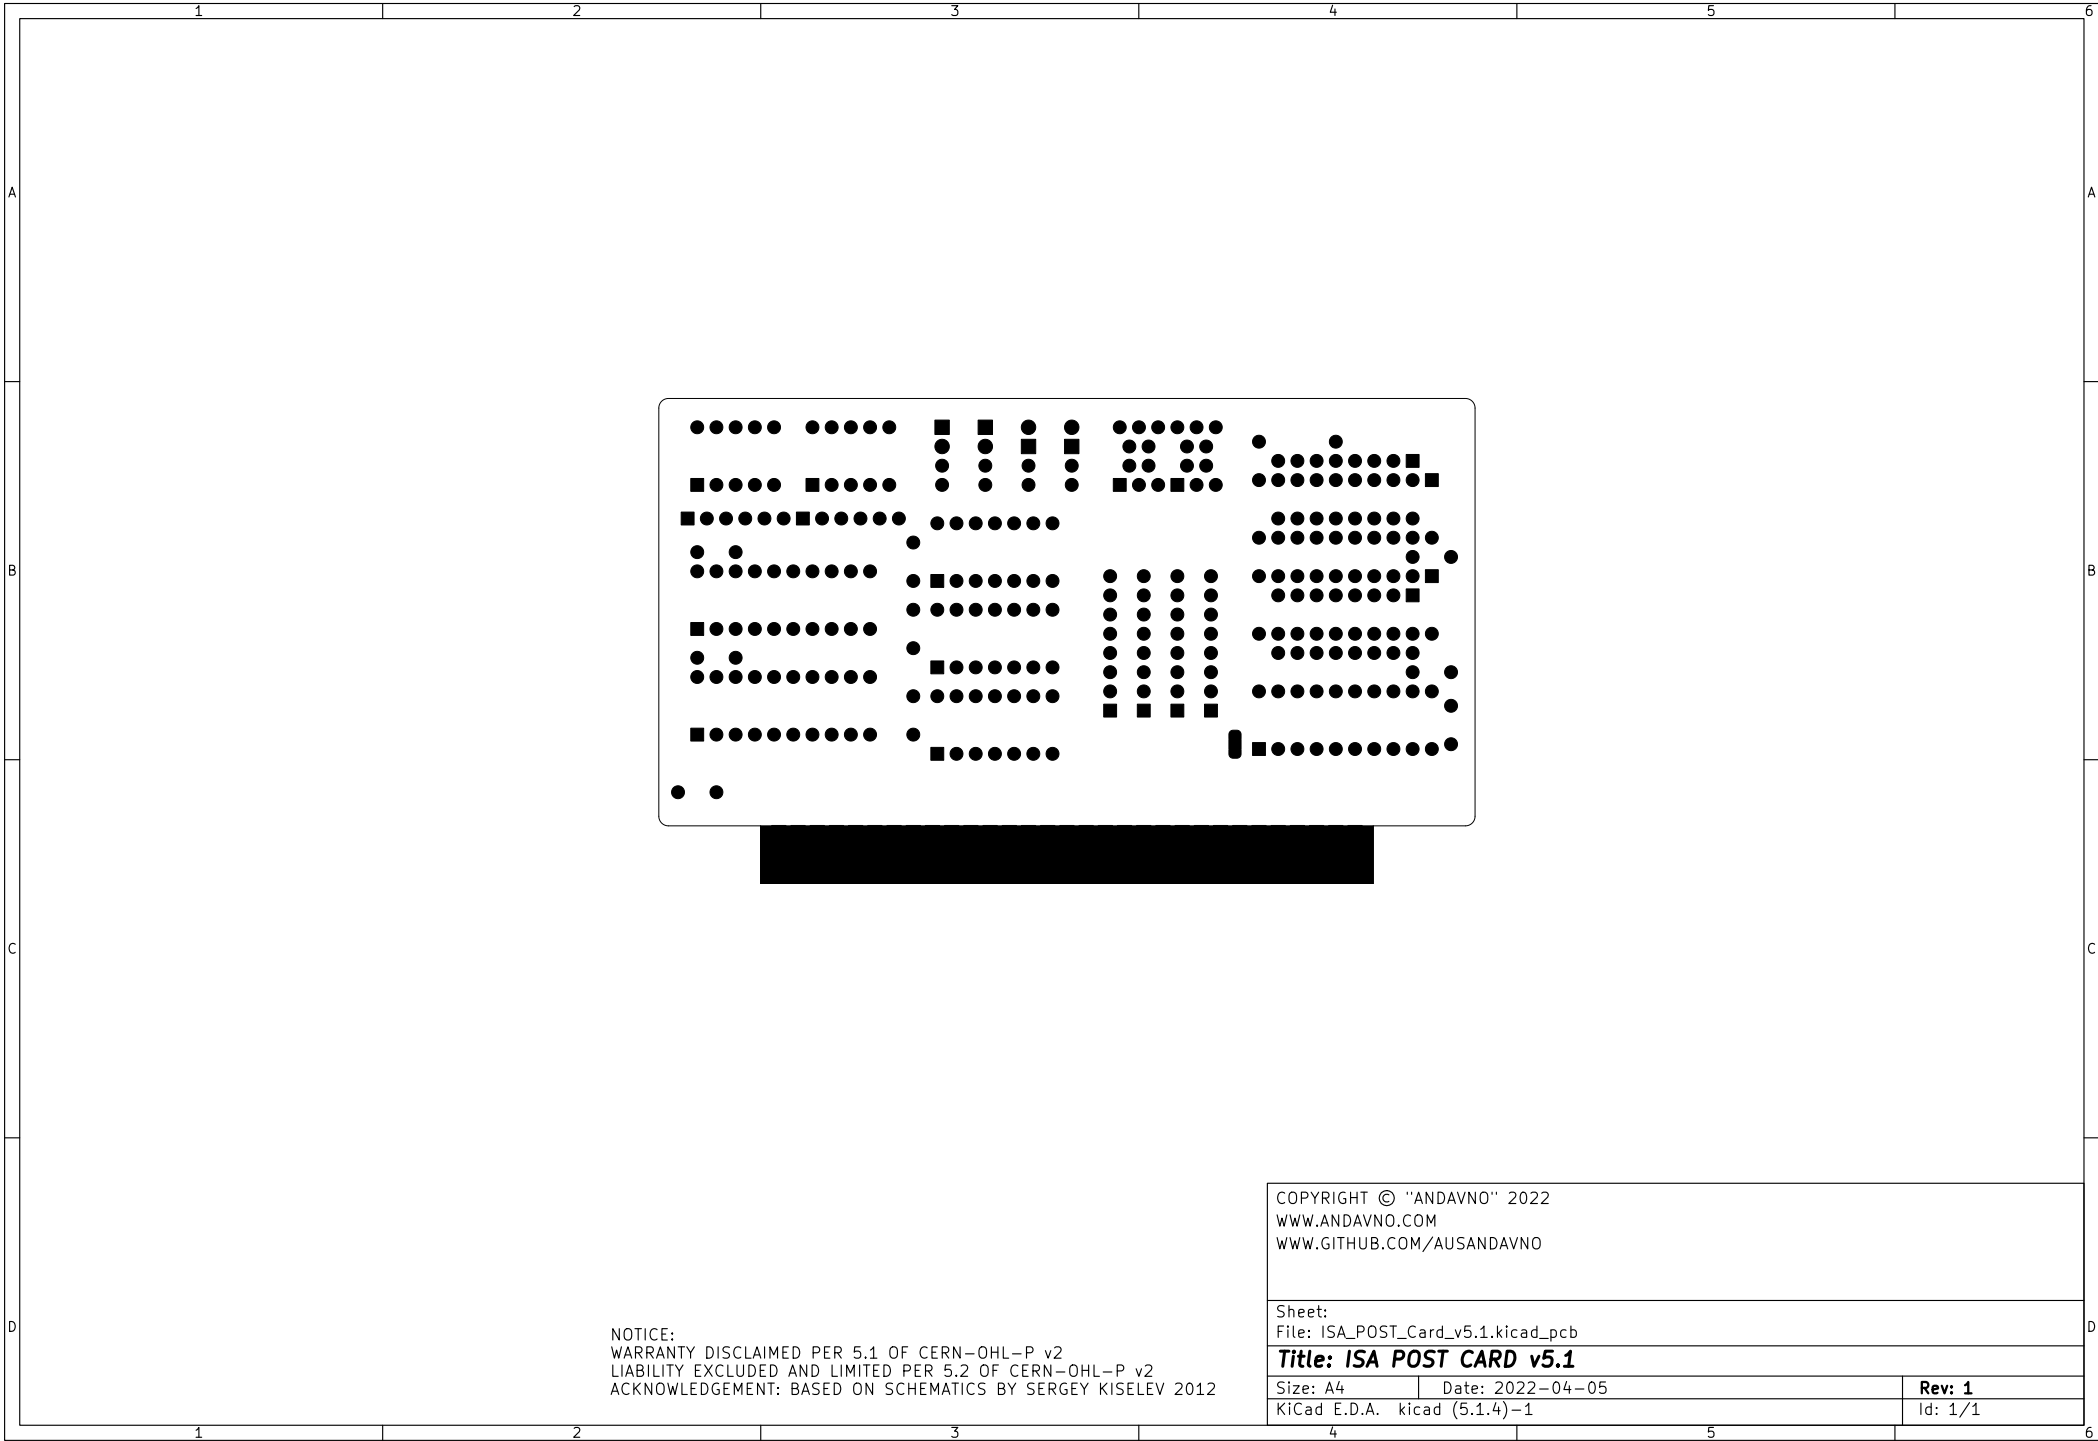 1 2 3 4 5 6
A A
B B
C C
COPYRIGHT © "ANDAVNO" 2022
WWW.ANDAVNO.COM
WWW.GITHUB.COM/AUSANDAVNO
Sheet:
D D
File: ISA_POST_Card_v5.1.kicad_pcb
NOTICE:
WARRANTY DISCLAIMED PER 5.1 OF CERN-OHL-P v2
LIABILITY EXCLUDED AND LIMITED PER 5.2 OF CERN-OHL-P v2
ACKNOWLEDGEMENT: BASED ON SCHEMATICS BY SERGEY KISELEV 2012
Title: ISA POST CARD v5.1
Size: A4 Date: 2022-04-05 Rev: 1
KiCad E.D.A. kicad (5.1.4)-1 Id: 1/1
1 2 3 4 5 6